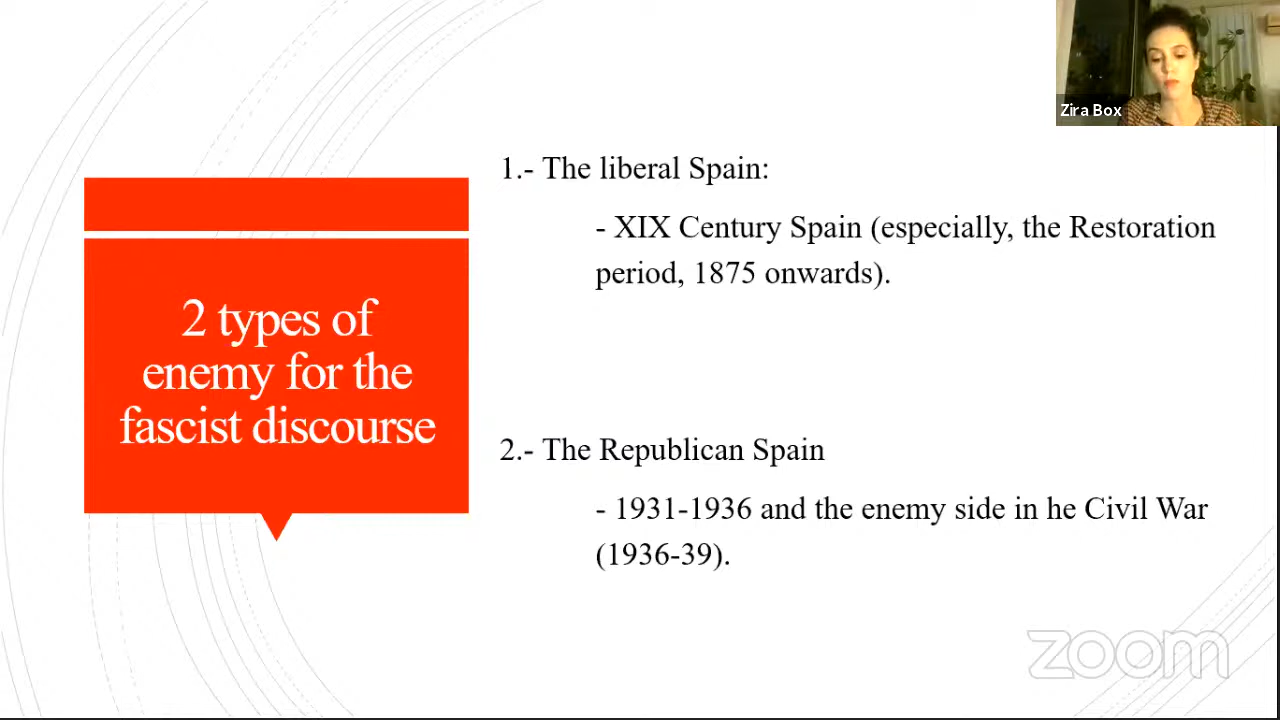 Zira Box
2 types of
enemy for the
fascist discourse
1.- The liberal Spain:
- XIX Century Spain (especially, the Restoration
period, 1875 onwards).
2.- The Republican Spain
- 1931-1936 and the enemy side in he Civil War
(1936-39).
zoom